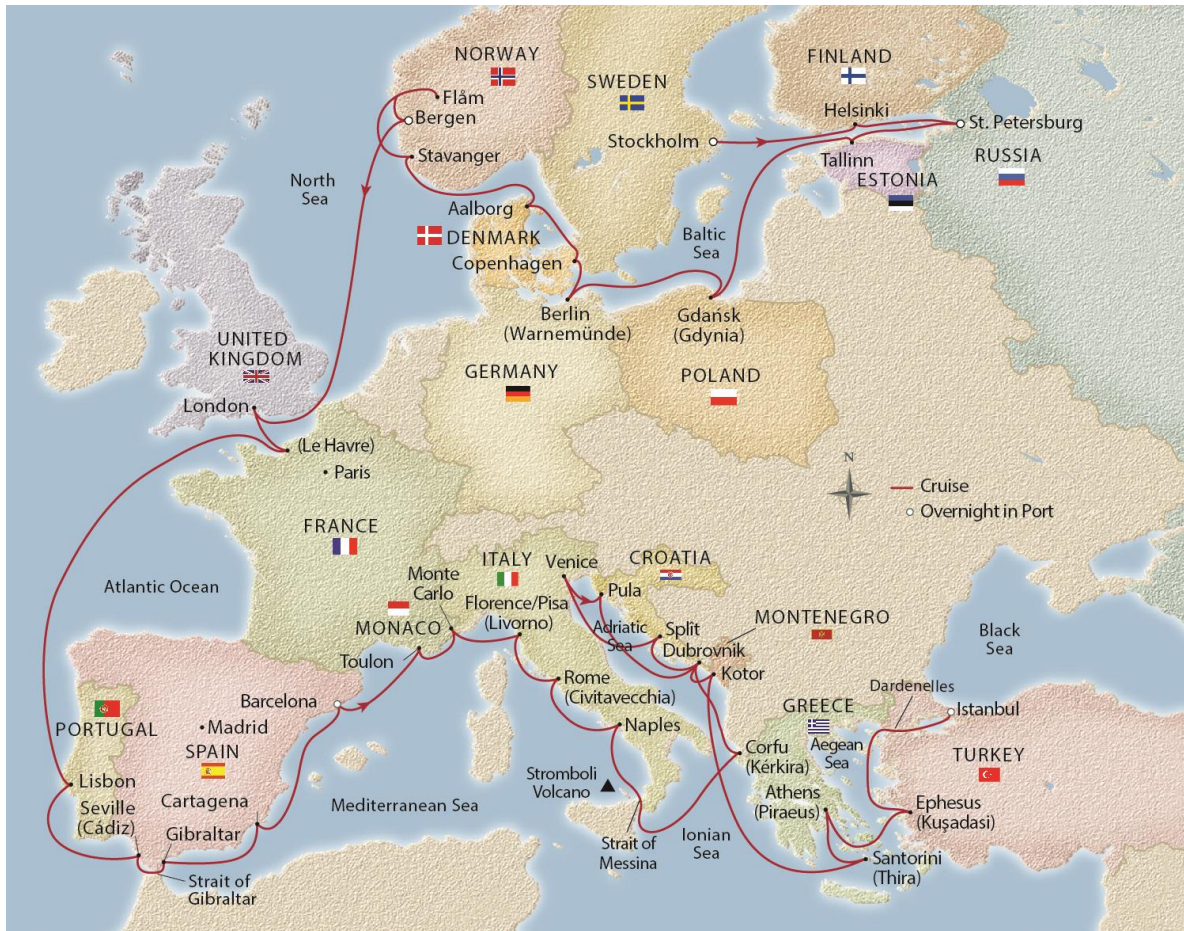 NORWAY
FINLAND
SWEDEN
Flåm
Bergen
Helsinki
Stockholm
St. Petersburg
Stavanger
Tallinn
RUSSIA
ESTONIA
North
Sea
Aalborg
DENMARK
Copenhagen
Baltic
Sea
Berlin
(Warnemünde)
Gdańsk
(Gdynia)
UNITED
KINGDOM
GERMANY
POLAND
London
(Le Havre)
Paris
N
Cruise
Overnight in Port
FRANCE
Atlantic Ocean
ITALY
Venice
CROATIA
Monte
Carlo
Pula
Florence/Pisa
(Livorno)
MONACO
Adriatic
Sea
Split
MONTENEGRO
Dubrovnik
Black
Sea
Toulon
Kotor
Rome
(Civitavecchia)
Dardenelles
Barcelona
Istanbul
PORTUGAL
Madrid
SPAIN
Naples
GREECE
Aegean
Sea
Corfu
(Kérkira)
TURKEY
Lisbon
Stromboli
Volcano
Athens
(Piraeus)
Ephesus
(Kuşadasi)
Seville
(Cádiz)
Cartagena
Mediterranean Sea
Gibraltar
Strait of
Messina
Ionian
Sea
Santorini
(Thira)
Strait of
Gibraltar